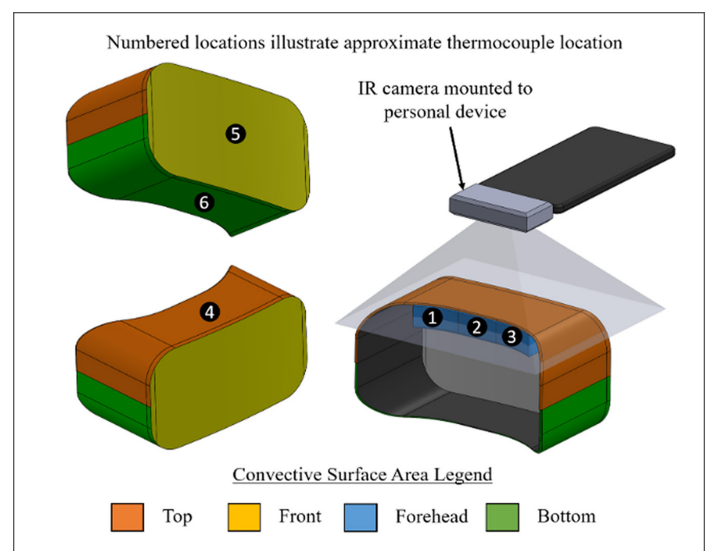 Numbered locations illustrate approximate thermocouple location
IR camera mounted to
personal device
5
6
4
1
2
3
Convective Surface Area Legend
Top
Front
Forehead
Bottom